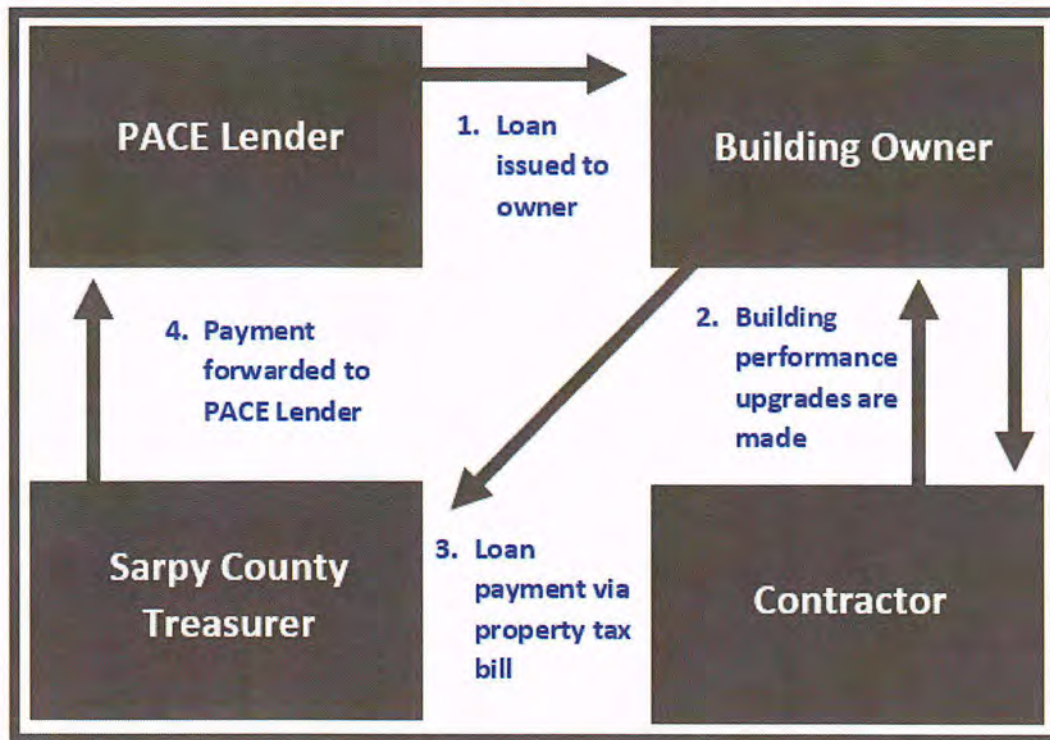 PACE Lender
1. Loan
issued to
owner
Building Owner
4. Payment
forwarded to
PACE Lender
2. Building
performance
upgrades are
made
Sarpy County
Treasurer
3. Loan
payment via
property tax
bill
Contractor